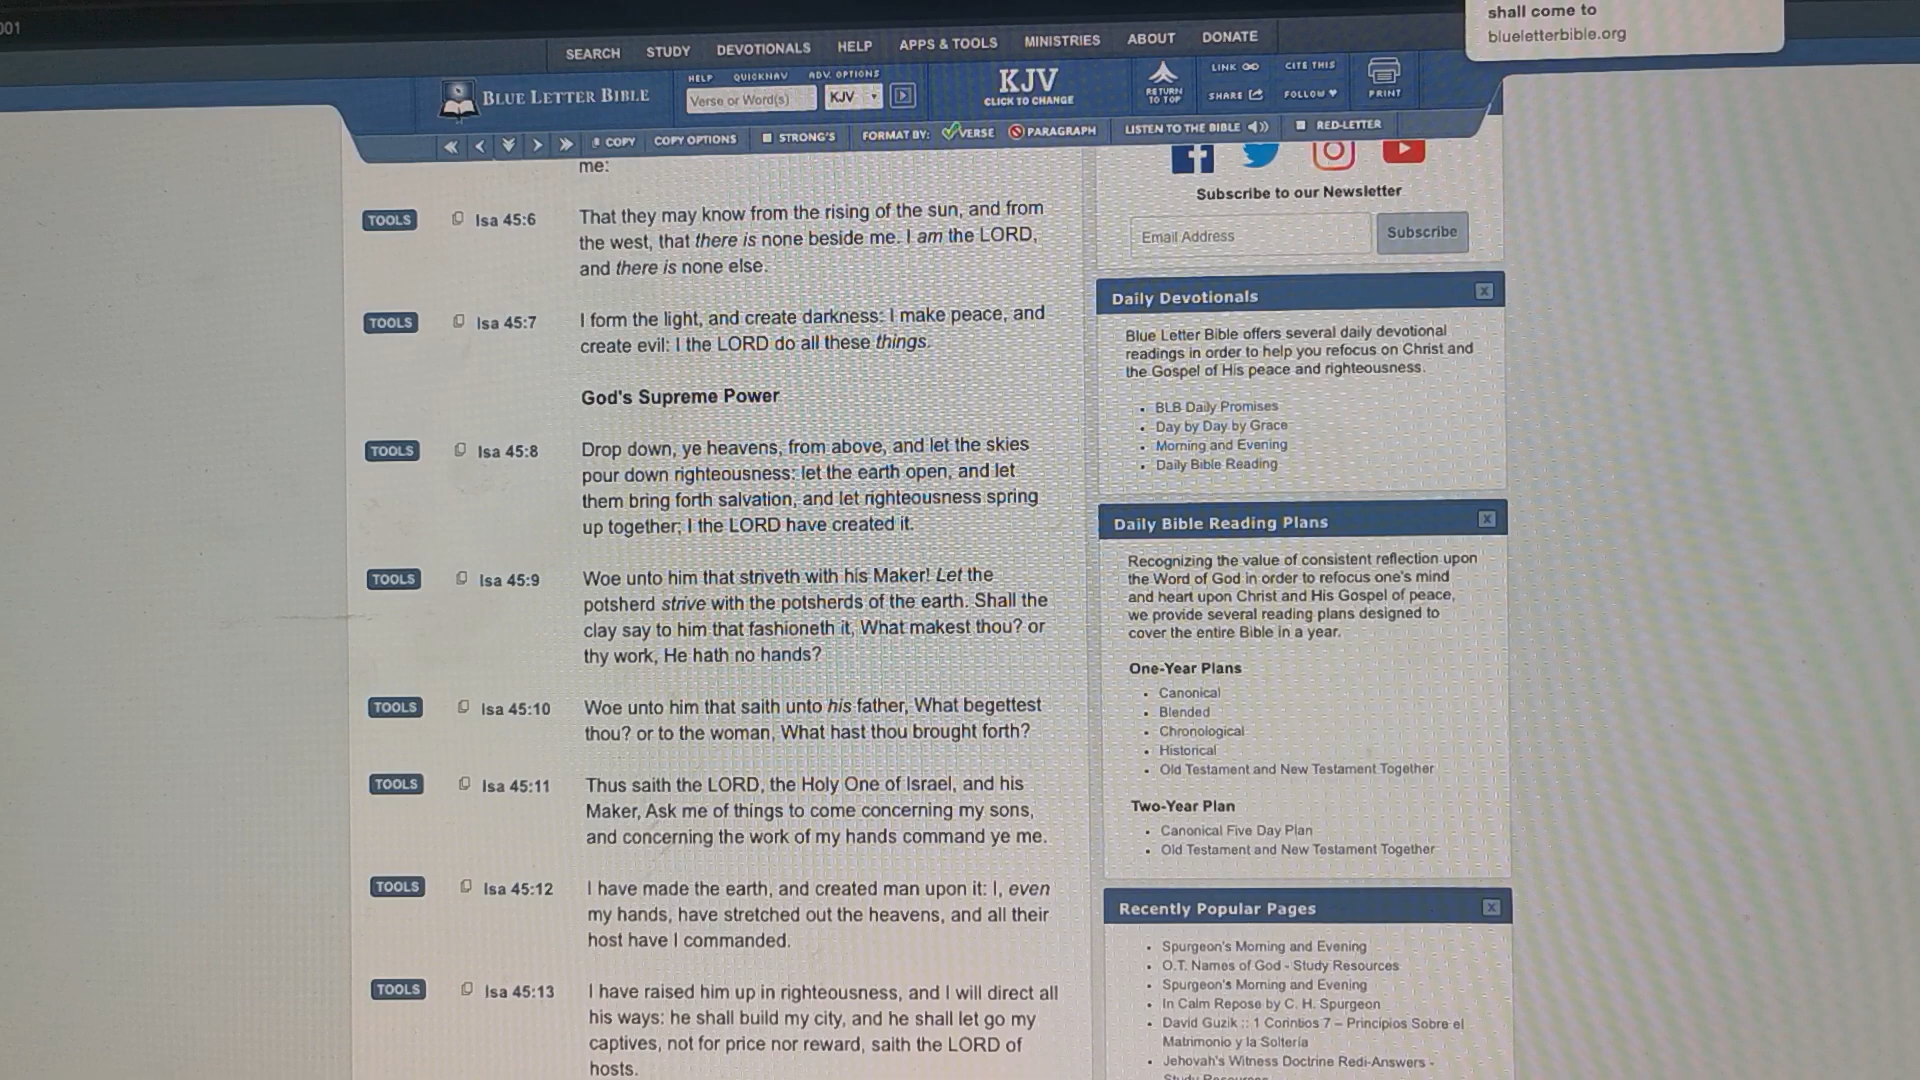 001
shall come to
blueletterbible.org
SEARCH STUDY DEVOTIONALS HELP APPS & TOOLS MINISTRIES ABOUT DONATE
BLUE LETTER BIBLE
HELP QUICKNAV ADV. OPTIONS
Verse or Word(s) KJV
KJV
CLICK TO CHANGE
RETURN
TO TOP
LINK CITE THIS
SHARE FOLLOW PRINT
COPY COPY OPTIONS STRONG'S FORMAT BY: VERSE PARAGRAPH LISTEN TO THE BIBLE RED-LETTER
me:
TOOLS Isa 45:6 That they may know from the rising of the sun, and from
the west, that there is none beside me. I am the LORD,
and there is none else.
TOOLS Isa 45:7 I form the light, and create darkness: I make peace, and
create evil: I the LORD do all these things.
God's Supreme Power
TOOLS Isa 45:8 Drop down, ye heavens, from above, and let the skies
pour down righteousness: let the earth open, and let
them bring forth salvation, and let righteousness spring
up together; I the LORD have created it.
TOOLS Isa 45:9 Woe unto him that striveth with his Maker! Let the
potsherd strive with the potsherds of the earth. Shall the
clay say to him that fashioneth it, What makest thou? or
thy work, He hath no hands?
TOOLS Isa 45:10 Woe unto him that saith unto his father, What begettest
thou? or to the woman, What hast thou brought forth?
TOOLS Isa 45:11 Thus saith the LORD, the Holy One of Israel, and his
Maker, Ask me of things to come concerning my sons,
and concerning the work of my hands command ye me.
TOOLS Isa 45:12 I have made the earth, and created man upon it: I, even
my hands, have stretched out the heavens, and all their
host have I commanded.
TOOLS Isa 45:13 I have raised him up in righteousness, and I will direct all
his ways: he shall build my city, and he shall let go my
captives, not for price nor reward, saith the LORD of
hosts.
Subscribe to our Newsletter
Email Address Subscribe
Daily Devotionals x
Blue Letter Bible offers several daily devotional
readings in order to help you refocus on Christ and
the Gospel of His peace and righteousness.
BLB Daily Promises
Day by Day by Grace
Morning and Evening
Daily Bible Reading
Daily Bible Reading Plans x
Recognizing the value of consistent reflection upon
the Word of God in order to refocus one's mind
and heart upon Christ and His Gospel of peace,
we provide several reading plans designed to
cover the entire Bible in a year.
One-Year Plans
Canonical
Blended
Chronological
Historical
Old Testament and New Testament Together
Two-Year Plan
Canonical Five Day Plan
Old Testament and New Testament Together
Recently Popular Pages x
Spurgeon's Morning and Evening
O.T. Names of God - Study Resources
Spurgeon's Morning and Evening
In Calm Repose by C. H. Spurgeon
David Guzik :: 1 Corintios 7 – Principios Sobre el
Matrimonio y la Soltería
Jehovah's Witness Doctrine Redi-Answers -
Study Resources